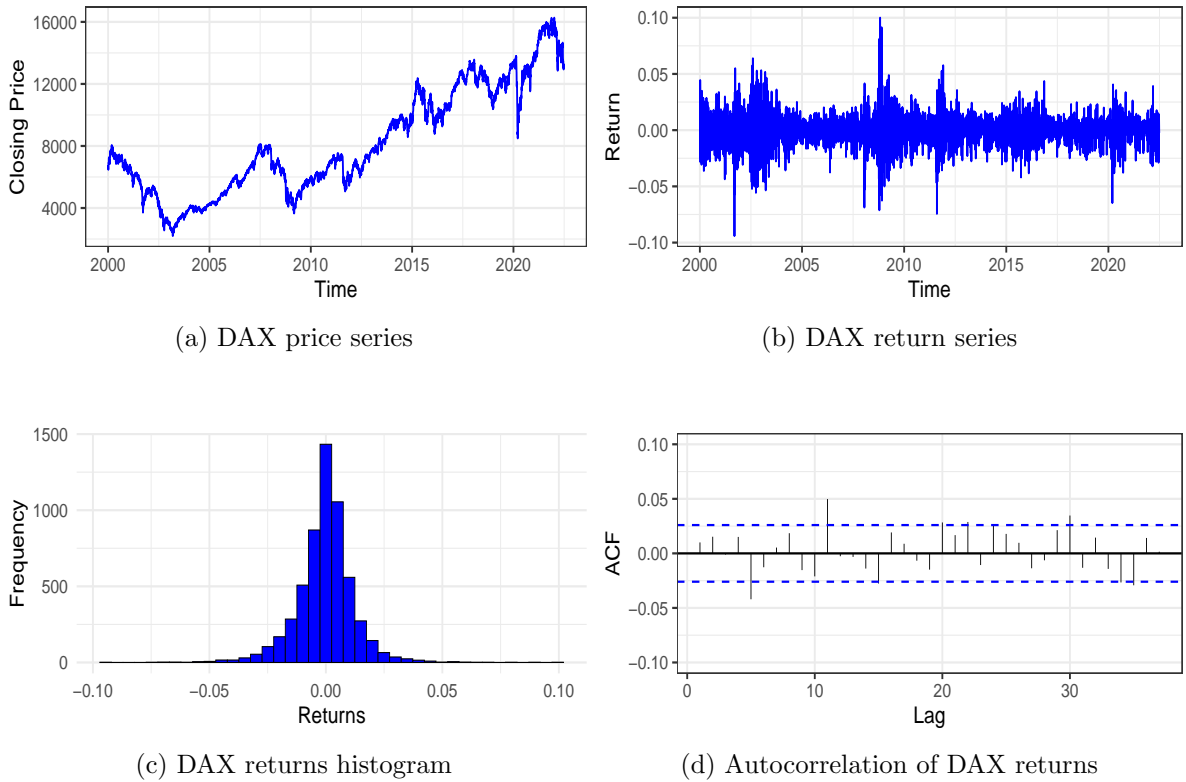 Closing Price
16000
12000
8000
4000
2000 2005 2010 2015 2020
Time
(a) DAX price series
Return
0.10
0.05
0.00
−0.05
−0.10
2000 2005 2010 2015 2020
Time
(b) DAX return series
Frequency
1500
1000
500
0
−0.10 −0.05 0.00 0.05 0.10
Returns
(c) DAX returns histogram
ACF
0.10
0.05
0.00
−0.05
−0.10
0 10 20 30
Lag
(d) Autocorrelation of DAX returns